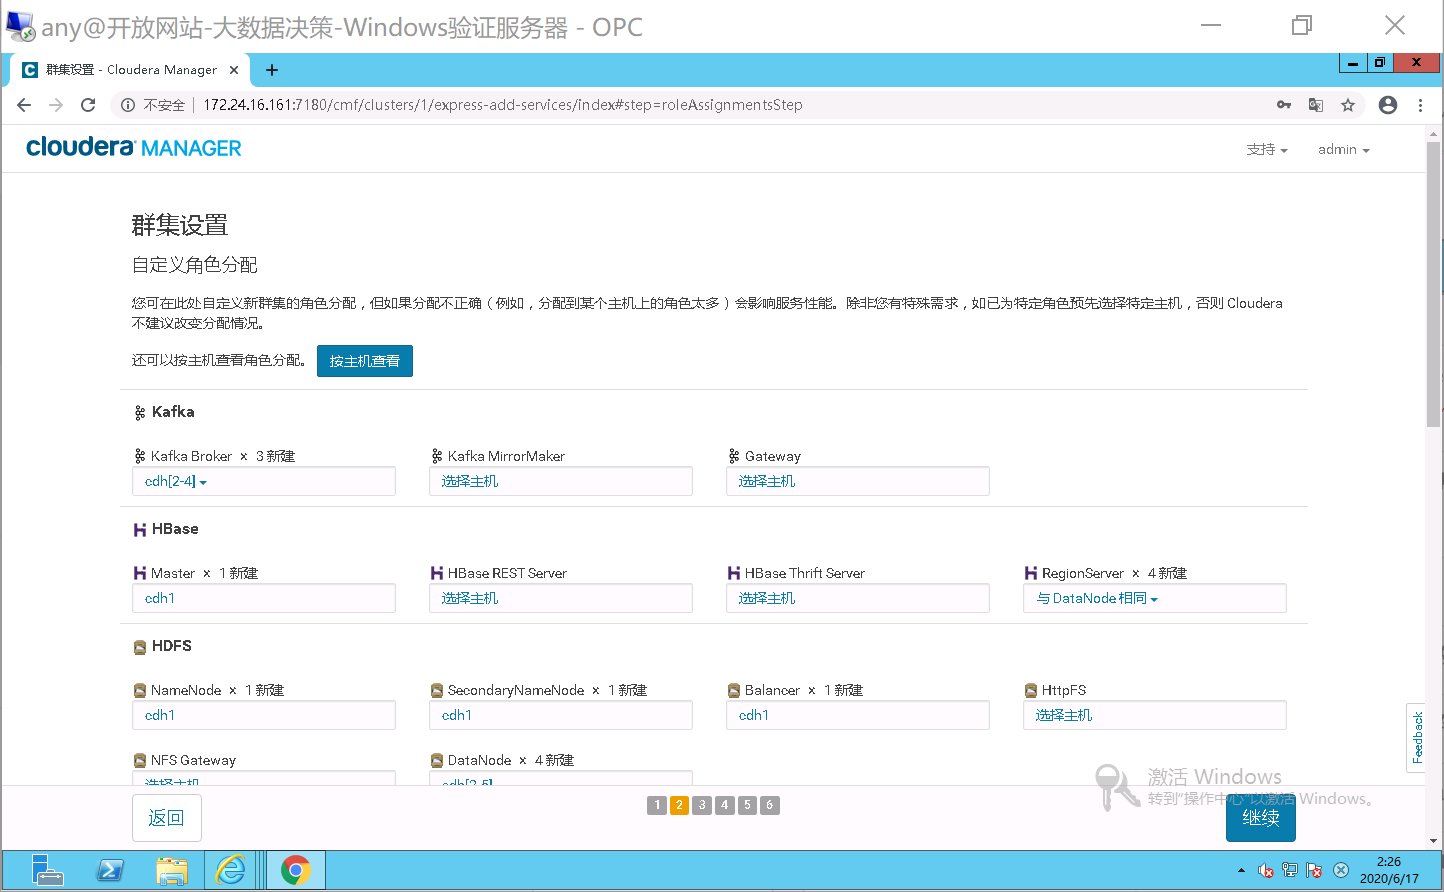 any@开放网站-大数据决策-Windows验证服务器 - OPC
群集设置 - Cloudera Manager
不安全 172.24.16.161:7180/cmf/clusters/1/express-add-services/index#step=roleAssignmentsStep
cloudera MANAGER 支持 admin
群集设置
自定义角色分配
您可在此处自定义新群集的角色分配，但如果分配不正确（例如，分配到某个主机上的角色太多）会影响服务性能。除非您有特殊需求，如已为特定角色预先选择特定主机，否则 Cloudera
不建议改变分配情况。
还可以按主机查看角色分配。 按主机查看
Kafka
Kafka Broker × 3 新建 Kafka MirrorMaker Gateway
cdh[2-4] 选择主机 选择主机
HBase
Master × 1 新建 HBase REST Server HBase Thrift Server RegionServer × 4 新建
cdh1 选择主机 选择主机 与 DataNode 相同
HDFS
NameNode × 1 新建 SecondaryNameNode × 1 新建 Balancer × 1 新建 HttpFS
cdh1 cdh1 cdh1 选择主机
NFS Gateway DataNode × 4 新建
选择主机 cdh[2-5]
Feedback
激活 Windows
转到"操作中心"以激活 Windows。
返回 1 2 3 4 5 6 继续
2:26
2020/6/17